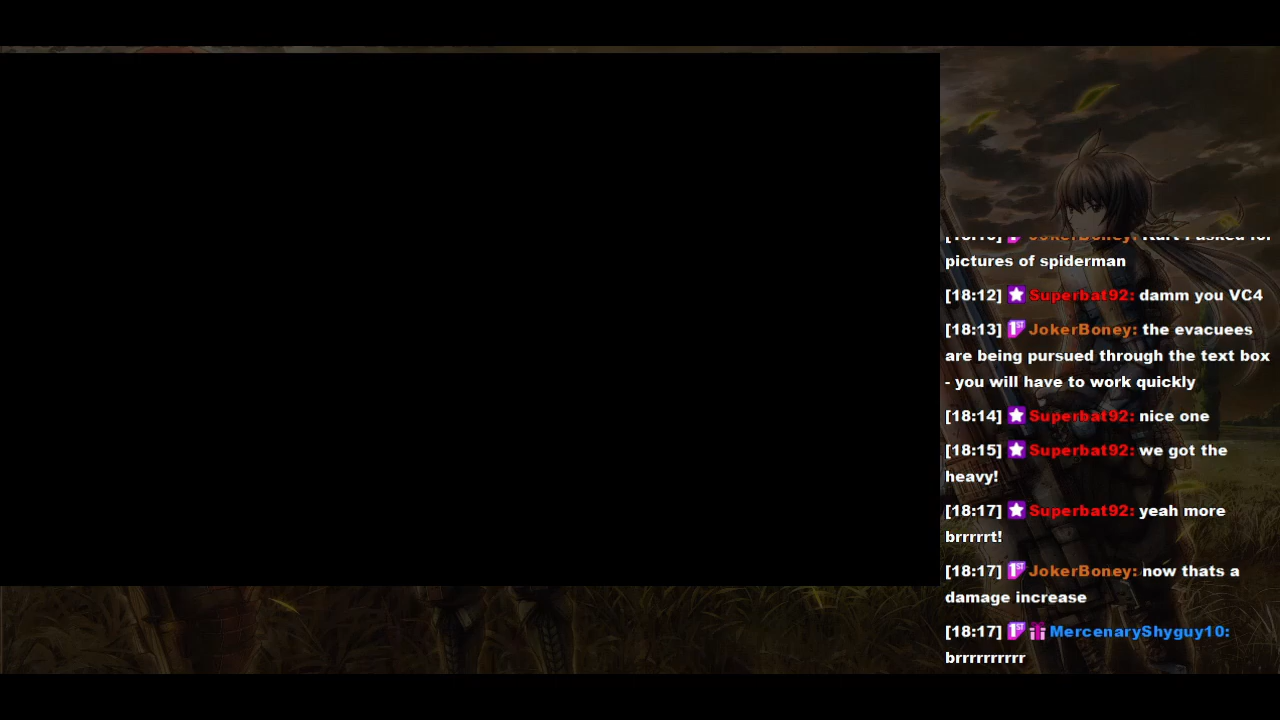 pictures of spiderman
[18:12] Superbat92: damm you VC4
[18:13] JokerBoney: the evacuees
are being pursued through the text box
- you will have to work quickly
[18:14] Superbat92: nice one
[18:15] Superbat92: we got the
heavy!
[18:17] Superbat92: yeah more
brrrrrt!
[18:17] JokerBoney: now thats a
damage increase
[18:17] MercenaryShyguy10:
brrrrrrrrrr